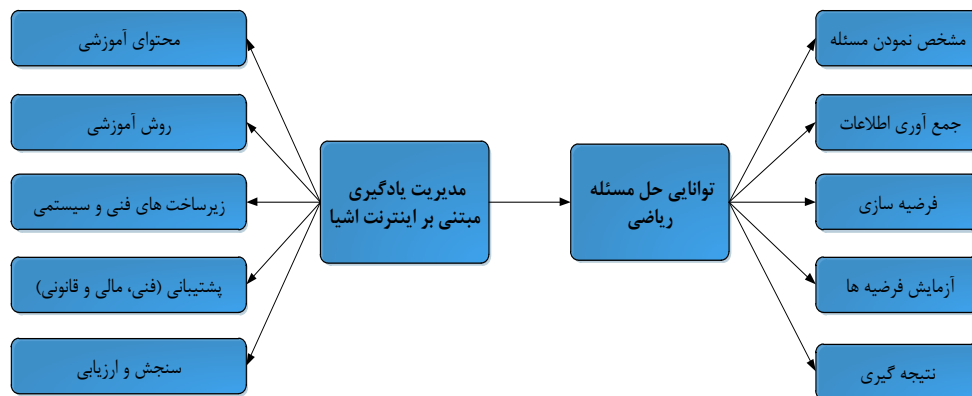 مشخص نمودن مسئله
جمع آوری اطلاعات
فرضیه سازی
آزمایش فرضیه ها
نتیجه گیری
توانایی حل مسئله
ریاضی
مدیریت یادگیری
مبتنی بر اینترنت اشیا
محتوای آموزشی
روش آموزشی
زیرساخت های فنی و سیستمی
پشتیبانی (فنی، مالی و قانونی)
سنجش و ارزیابی